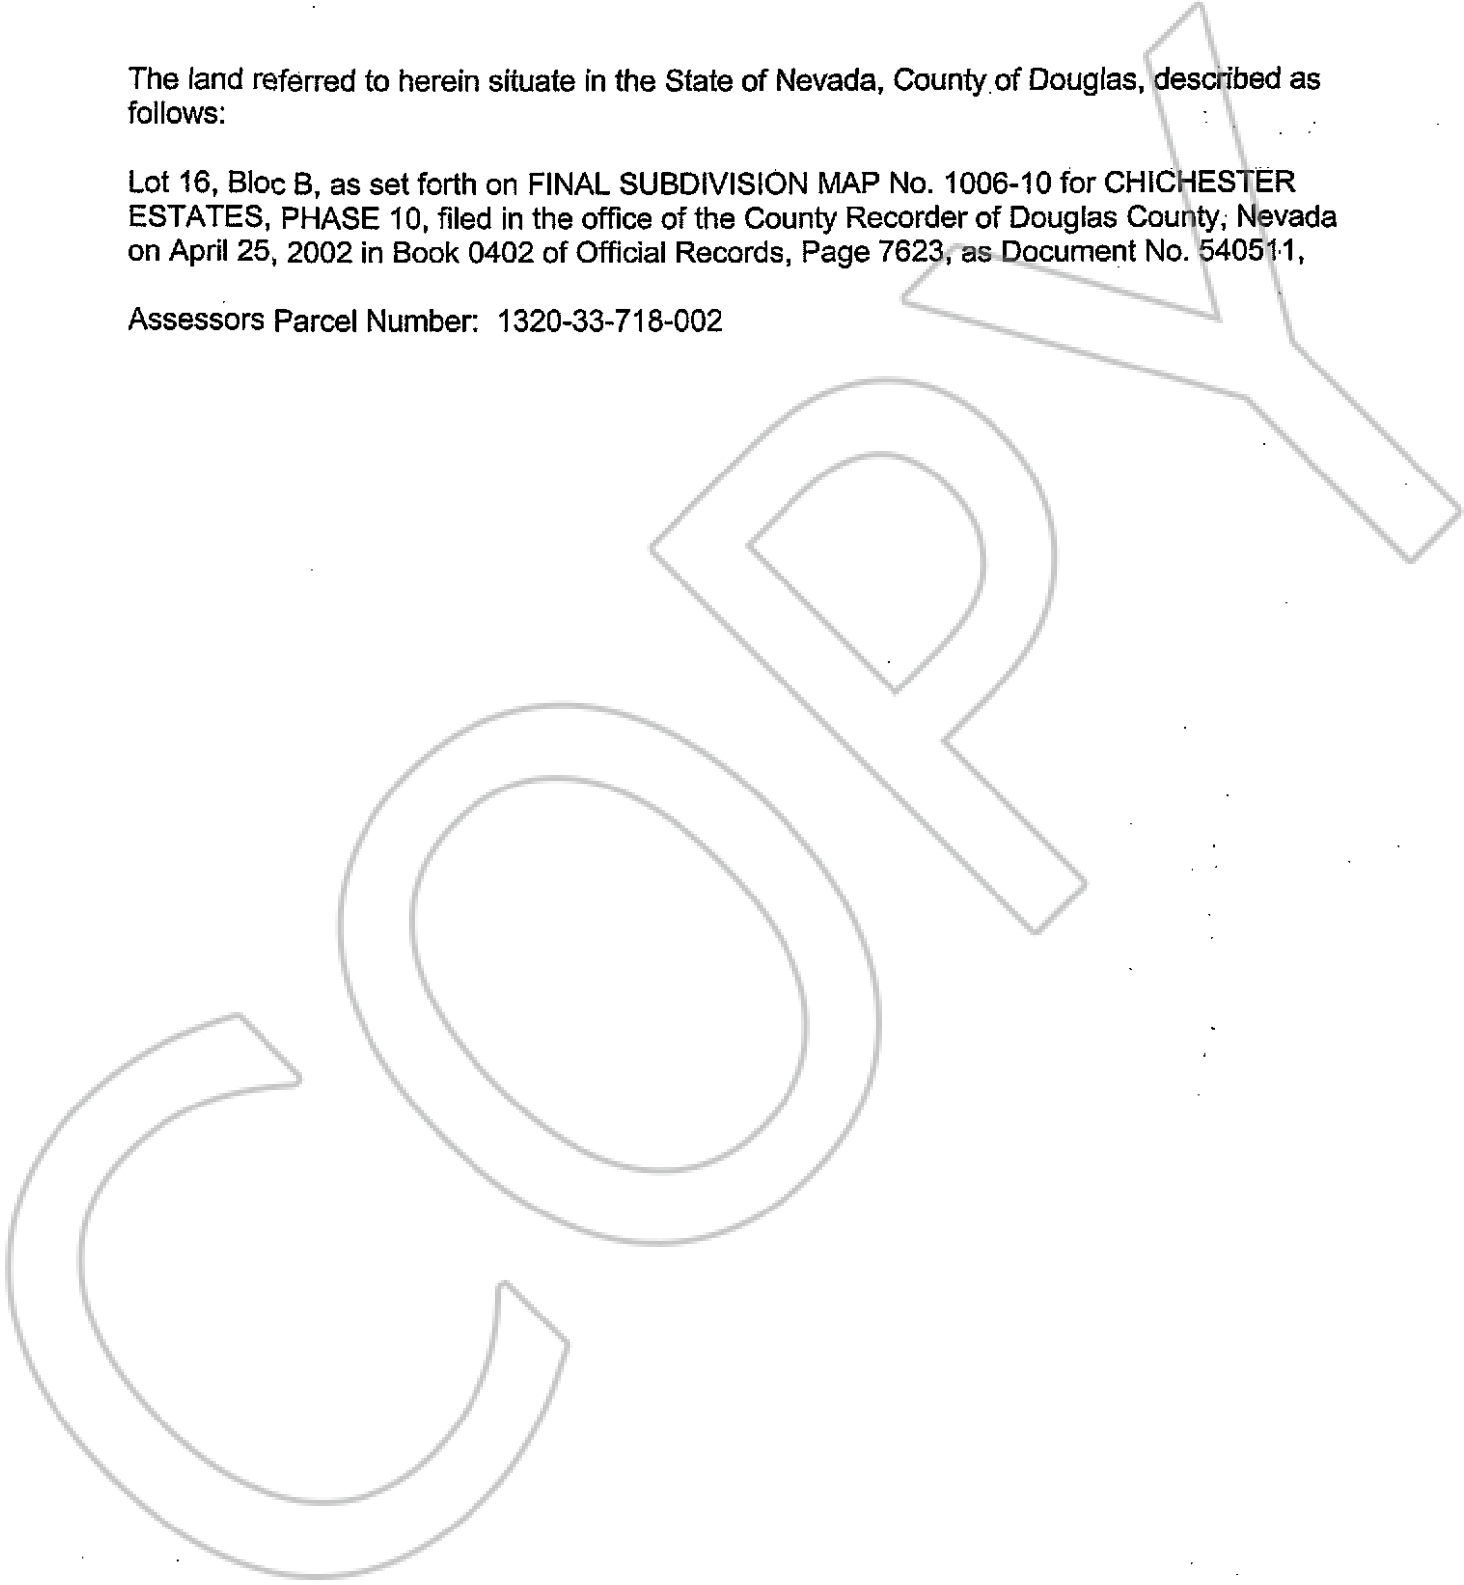 The land referred to herein situate in the State of Nevada, County of Douglas, described as
follows:
Lot 16, Bloc B, as set forth on FINAL SUBDIVISION MAP No. 1006-10 for CHICHESTER
ESTATES, PHASE 10, filed in the office of the County Recorder of Douglas County, Nevada
on April 25, 2002 in Book 0402 of Official Records, Page 7623, as Document No. 540511,
Assessors Parcel Number: 1320-33-718-002
COPY